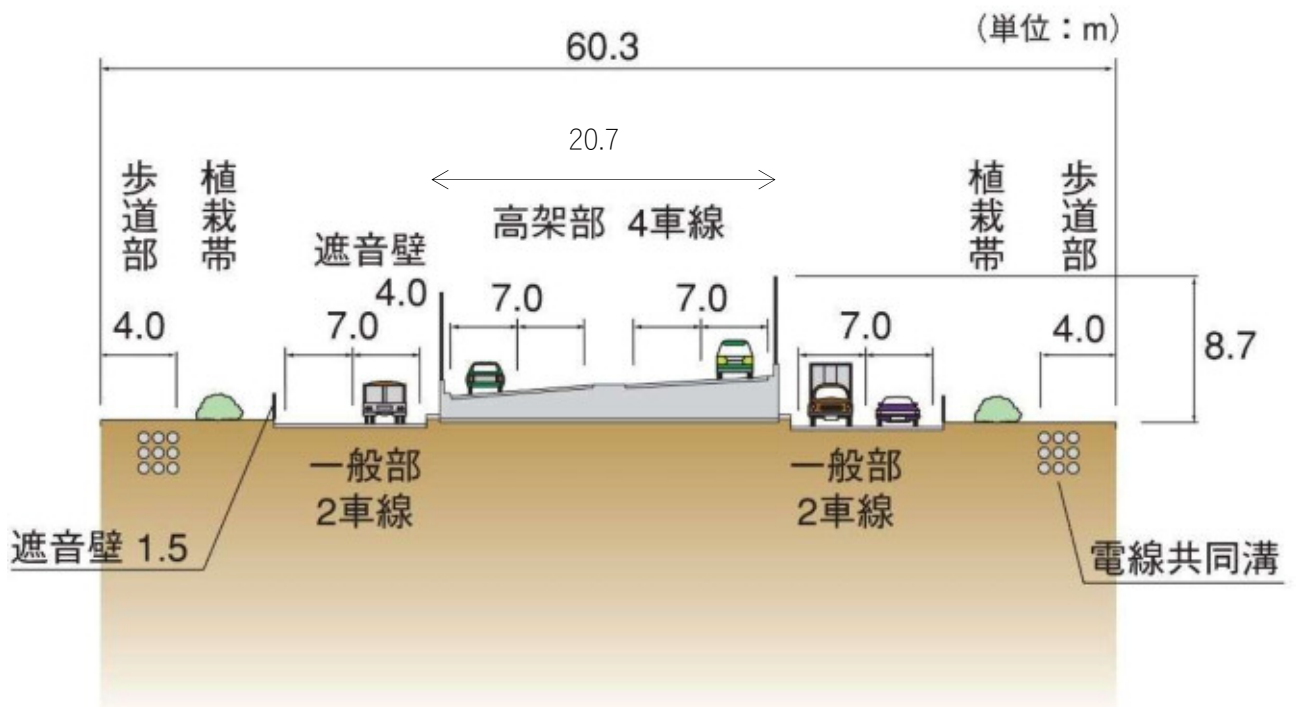 （単位：m）
60.3
20.7
歩道部
植栽帯
高架部 4車線
植栽帯
歩道部
遮音壁
4.0
7.0
7.0
4.0
7.0
7.0
4.0
8.7
一般部
2車線
一般部
2車線
遮音壁 1.5
電線共同溝